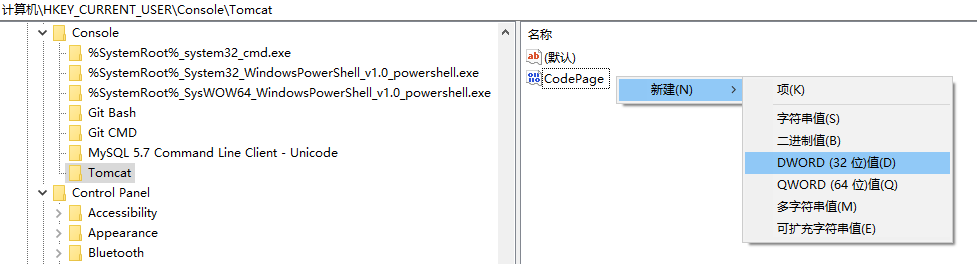 计算机\HKEY_CURRENT_USER\Console\Tomcat
Console
%SystemRoot%_system32_cmd.exe
%SystemRoot%_System32_WindowsPowerShell_v1.0_powershell.exe
%SystemRoot%_SysWOW64_WindowsPowerShell_v1.0_powershell.exe
Git Bash
Git CMD
MySQL 5.7 Command Line Client - Unicode
Tomcat
Control Panel
Accessibility
Appearance
Bluetooth
名称
ab (默认)
CodePage
新建(N)
项(K)
字符串值(S)
二进制值(B)
DWORD (32 位)值(D)
QWORD (64 位)值(Q)
多字符串值(M)
可扩充字符串值(E)